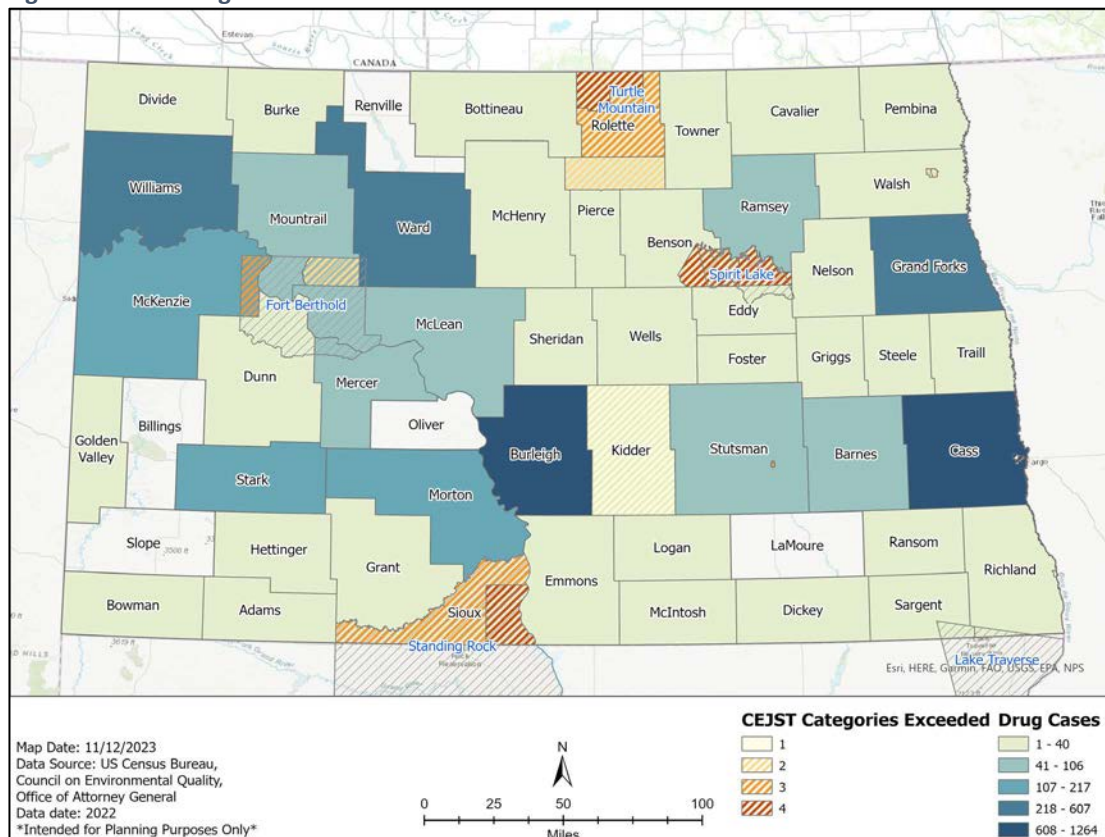 Estevan
CANADA
Divide
Burke
Renville
Bottineau
Turtle
Mountain
Rolette
Towner
Cavalier
Pembina
Williams
Mountrail
Ward
McHenry
Pierce
Benson
Ramsey
Walsh
Spirit Lake
Nelson
Grand Forks
McKenzie
Fort Berthold
McLean
Sheridan
Wells
Eddy
Foster
Griggs
Steele
Traill
Dunn
Mercer
Golden
Valley
Billings
Oliver
Burleigh
Kidder
Stutsman
Barnes
Cass
Stark
Morton
Slope
3500 ft
Hettinger
Grant
Emmons
Logan
LaMoure
Ransom
Richland
Bowman
Adams
Sioux
McIntosh
Dickey
Sargent
Standing Rock
Lake Traverse
Esri, HERE, Garmin, FAO, USGS, EPA, NPS
Map Date: 11/12/2023
Data Source: US Census Bureau,
Council on Environmental Quality,
Office of Attorney General
Data date: 2022
*Intended for Planning Purposes Only*
N
0 50 100
Miles
CEJST Categories Exceeded
1
2
3
4
Drug Cases
1 - 40
41 - 106
107 - 217
218 - 607
608 - 1264